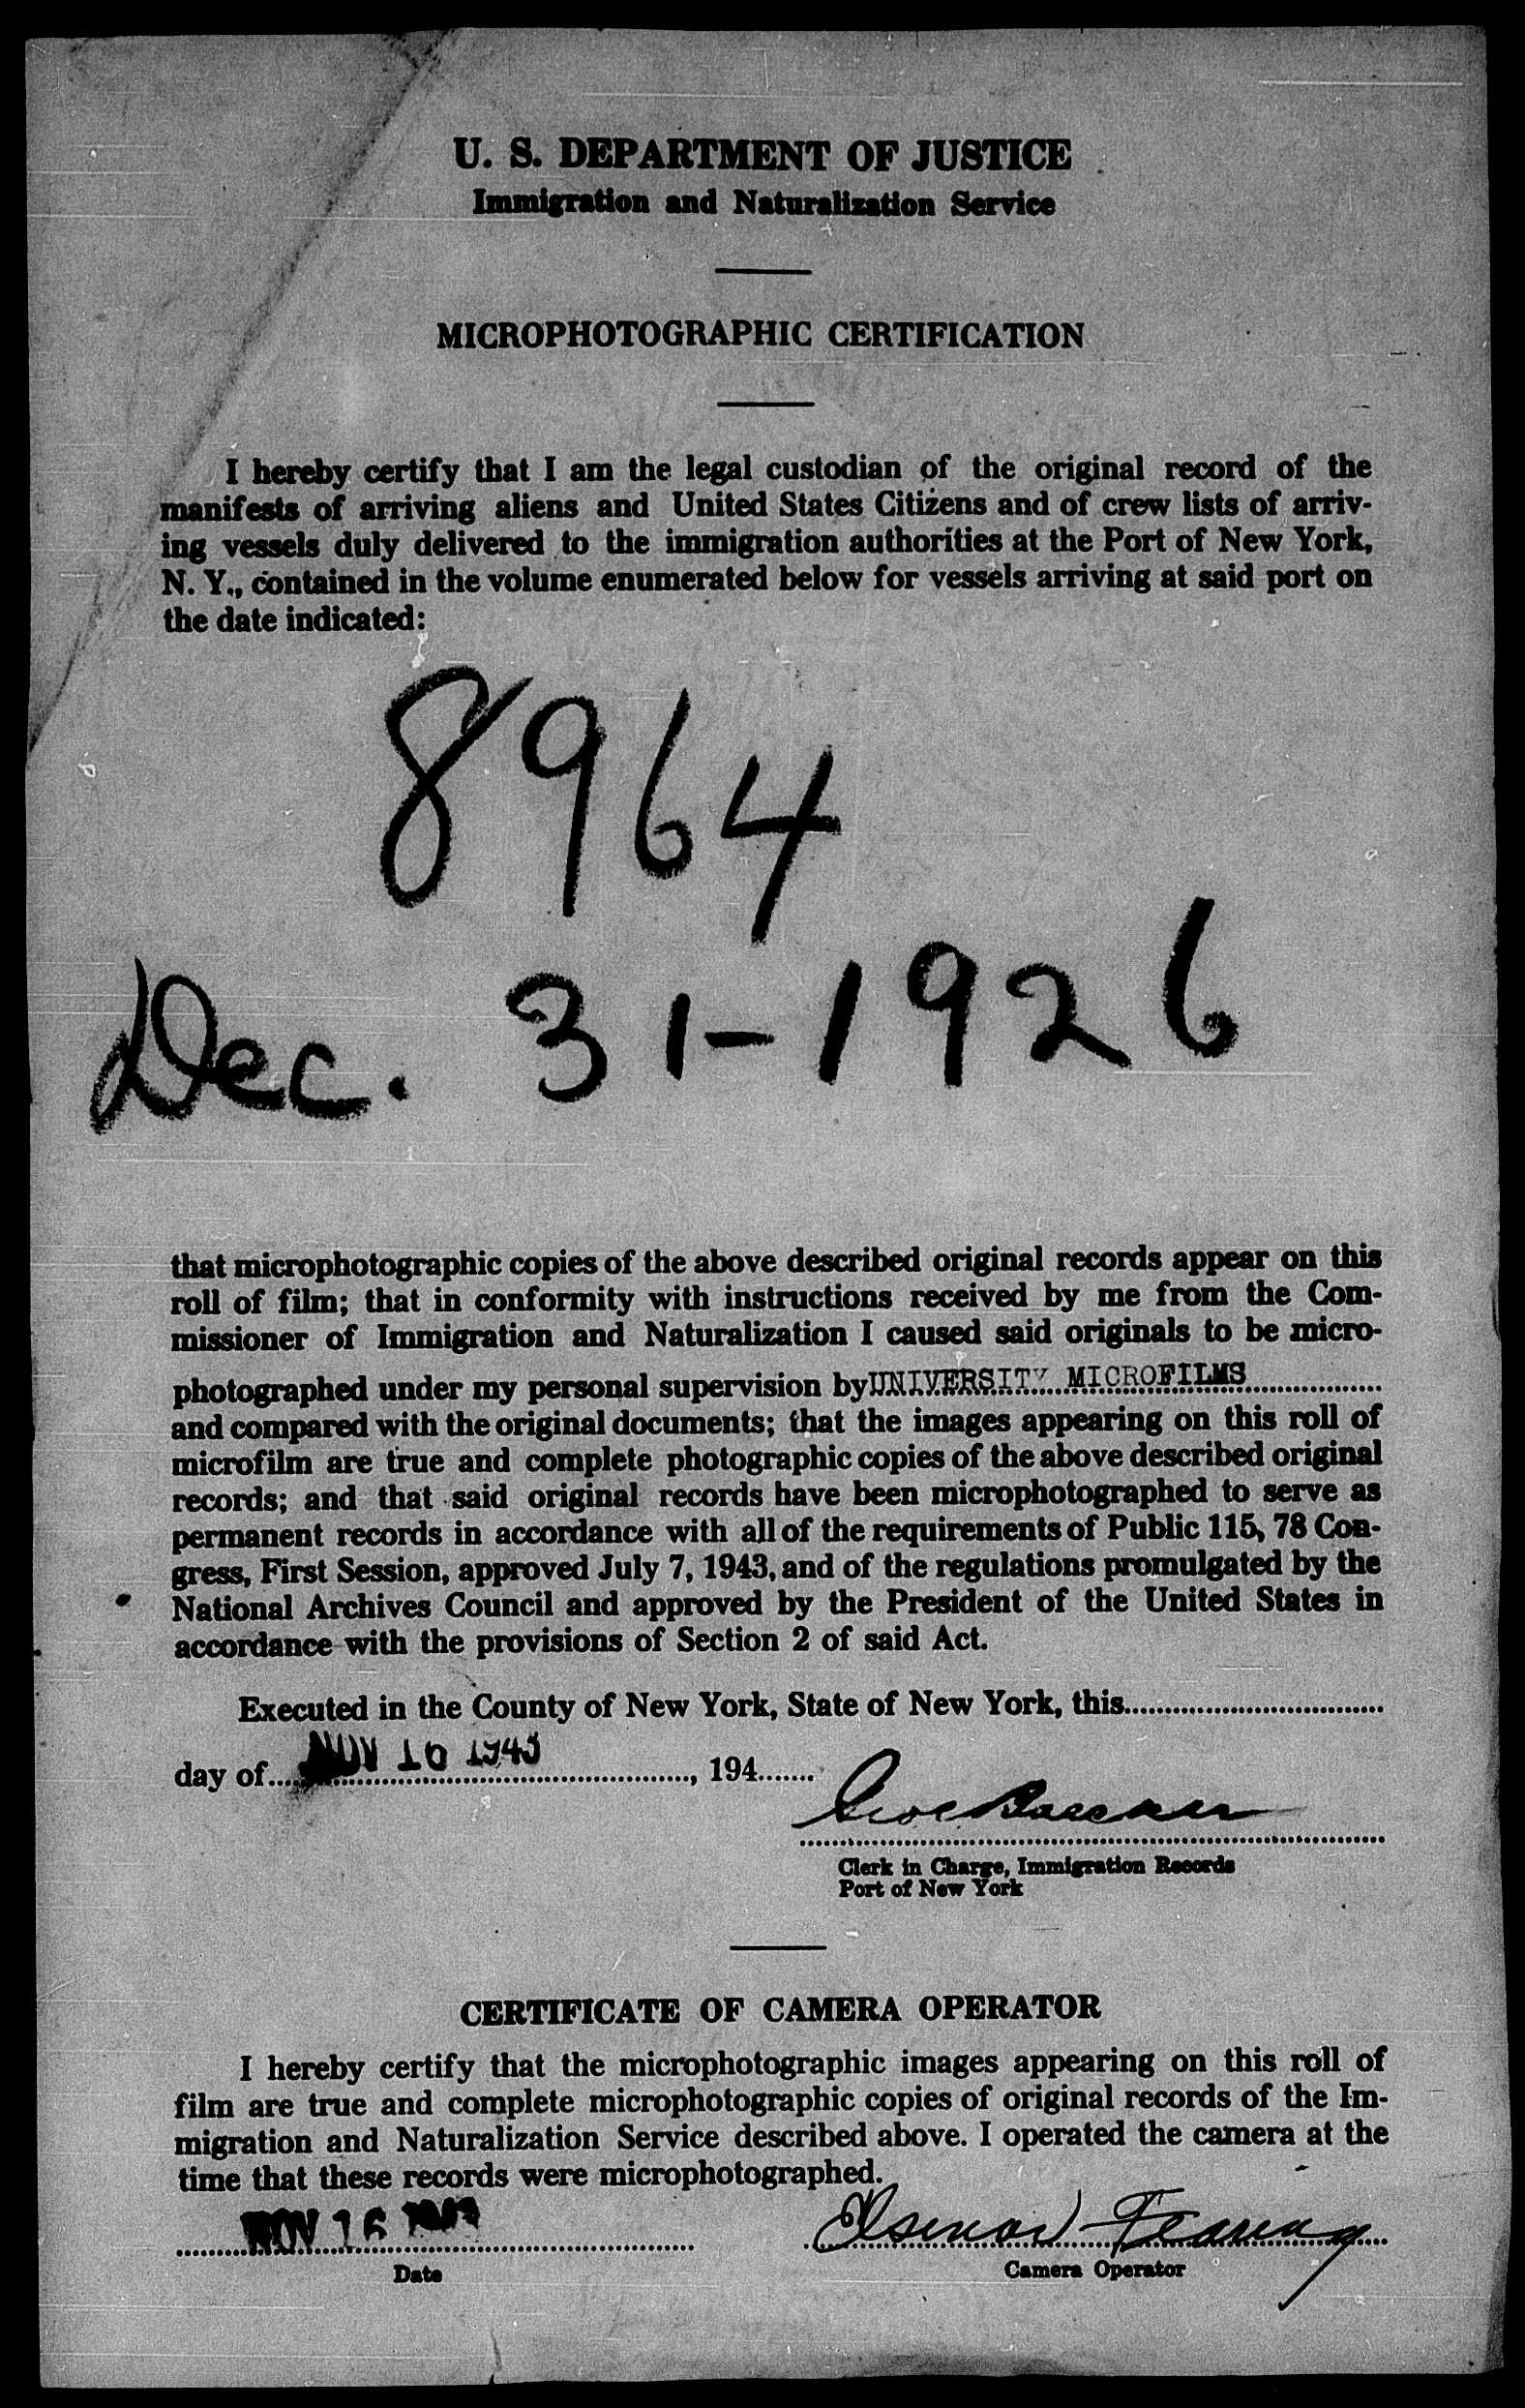 U. S. DEPARTMENT OF JUSTICE
Immigration and Naturalization Service
MICROPHOTOGRAPHIC CERTIFICATION
I hereby certify that I am the legal custodian of the original record of the
manifests of arriving aliens and United States Citizens and of crew lists of arriv-
ing vessels duly delivered to the immigration authorities at the Port of New York,
N. Y., contained in the volume enumerated below for vessels arriving at said port on
the date indicated:
8964
Dec. 31-1926
that microphotographic copies of the above described original records appear on this
roll of film; that in conformity with instructions received by me from the Com-
missioner of Immigration and Naturalization I caused said originals to be micro-
photographed under my personal supervision by UNIVERSITY MICROFILMS
and compared with the original documents; that the images appearing on this roll of
microfilm are true and complete photographic copies of the above described original
records; and that said original records have been microphotographed to serve as
permanent records in accordance with all of the requirements of Public 115, 78 Con-
gress, First Session, approved July 7, 1943, and of the regulations promulgated by the
National Archives Council and approved by the President of the United States in
accordance with the provisions of Section 2 of said Act.
Executed in the County of New York, State of New York, this
day of NOV 16 1943, 194
Clerk in Charge, Immigration Records
Port of New York
CERTIFICATE OF CAMERA OPERATOR
I hereby certify that the microphotographic images appearing on this roll of
film are true and complete microphotographic copies of original records of the Im-
migration and Naturalization Service described above. I operated the camera at the
time that these records were microphotographed.
NOV 16 1943
Date
Camera Operator